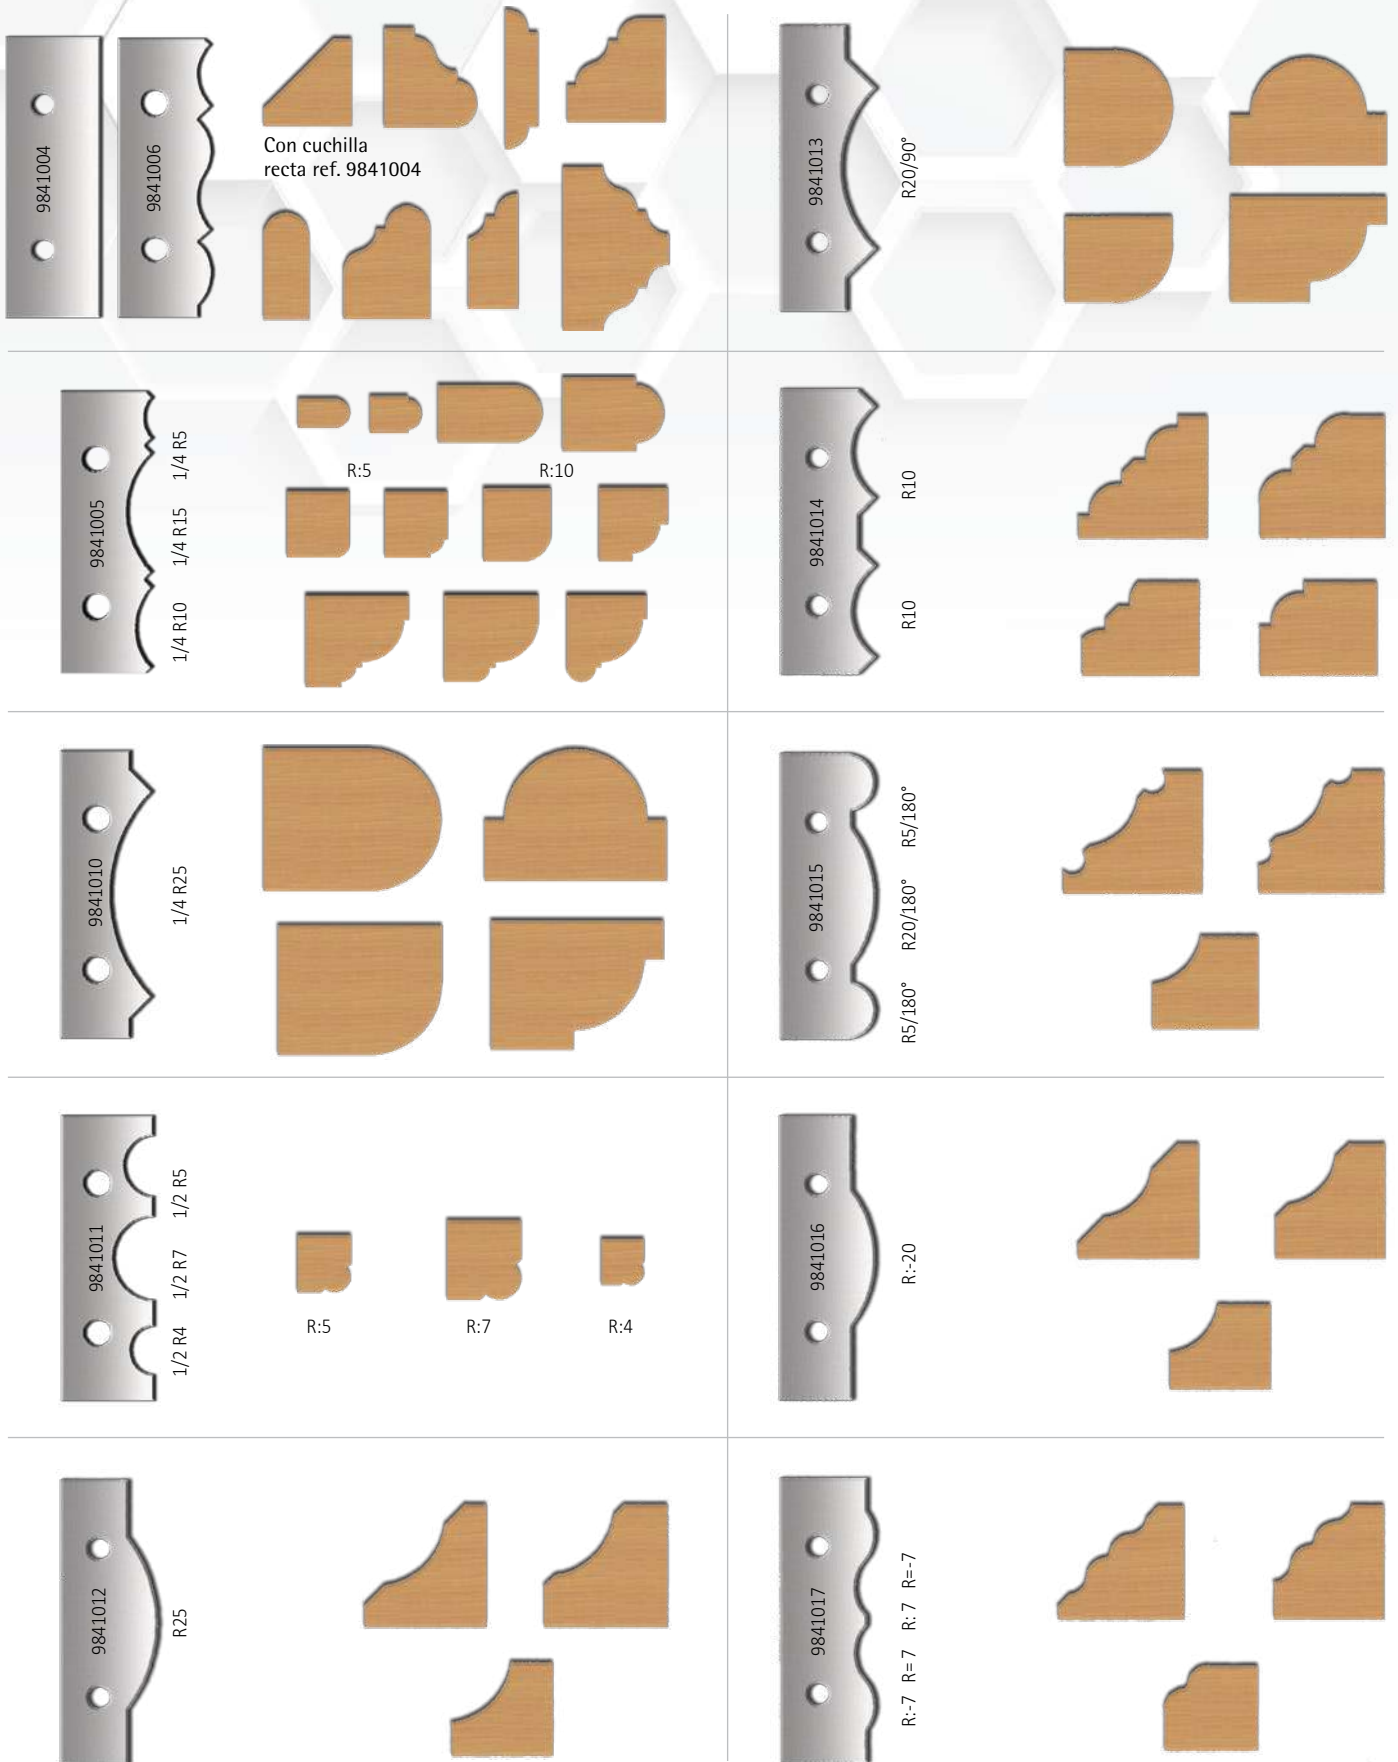 9841004
9841006
Con cuchilla
recta ref. 9841004
9841013
R20/90°
9841005
1/4 R5
1/4 R15
1/4 R10
R:5
R:10
9841014
R10
R10
9841010
1/4 R25
9841015
R5/180°
R20/180°
R5/180°
9841011
1/2 R5
1/2 R7
1/2 R4
R:5
R:7
R:4
9841016
R:-20
9841012
R25
9841017
R:-7 R=7 R:7 R=-7